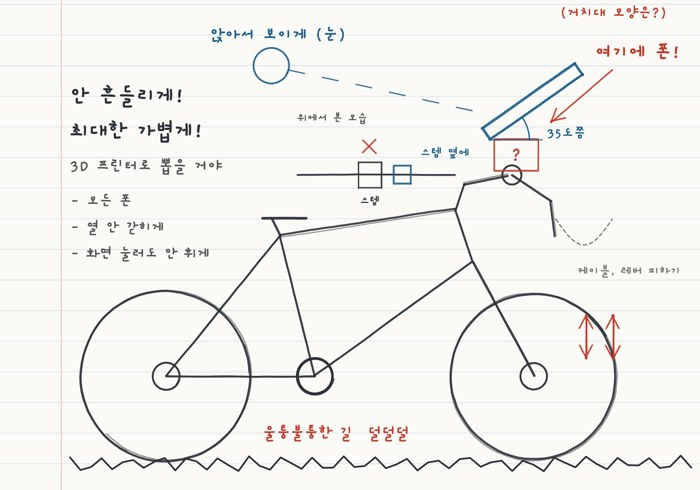 (거치대 모양은?)
앉아서 보이게 (눈)
여기에 폰!
안 흔들리게!
최대한 가볍게!
위에서 본 모습
35도쯤
스템 옆에
?
3D 프린터로 뽑을 거야
스템
- 모든 폰
- 열 안 갇히게
- 화면 눌러도 안 휘게
케이블, 레버 피하기
울퉁불퉁한 길 덜덜덜